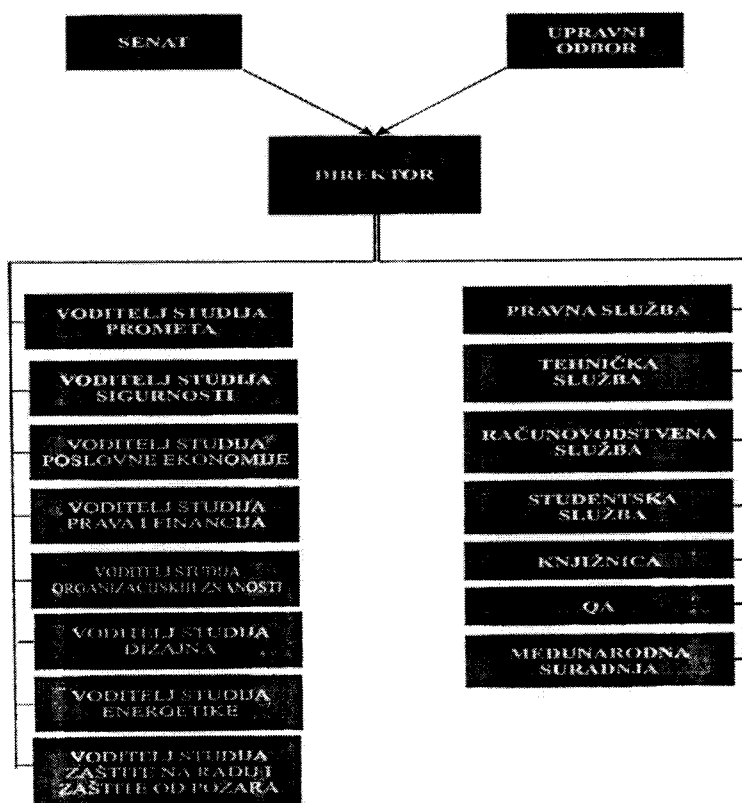 SENAT
UPRAVNI
ODBOR
DIREKTOR
VODITELJ STUDIJA
PROMETA
VODITELJ STUDIJA
SIGURNOSTI
VODITELJ STUDIJA
POSLOVNE EKONOMIJE
VODITELJ STUDIJA
PRAVA I FINANCIJA
VODITELJ STUDIJA
ORGANIZACIJSKIH ZNANOSTI
VODITELJ STUDIJA
DIZAJNA
VODITELJ STUDIJA
ENERGETIKE
VODITELJ STUDIJA
ZAŠTITE NA RADU I
ZAŠTITE OD POŽARA
PRAVNA SLUŽBA
TEHNIČKA
SLUŽBA
RAČUNOVODSTVENA
SLUŽBA
STUDENTSKA
SLUŽBA
KNJIŽNICA
QA
MEĐUNARODNA
SURADNJA